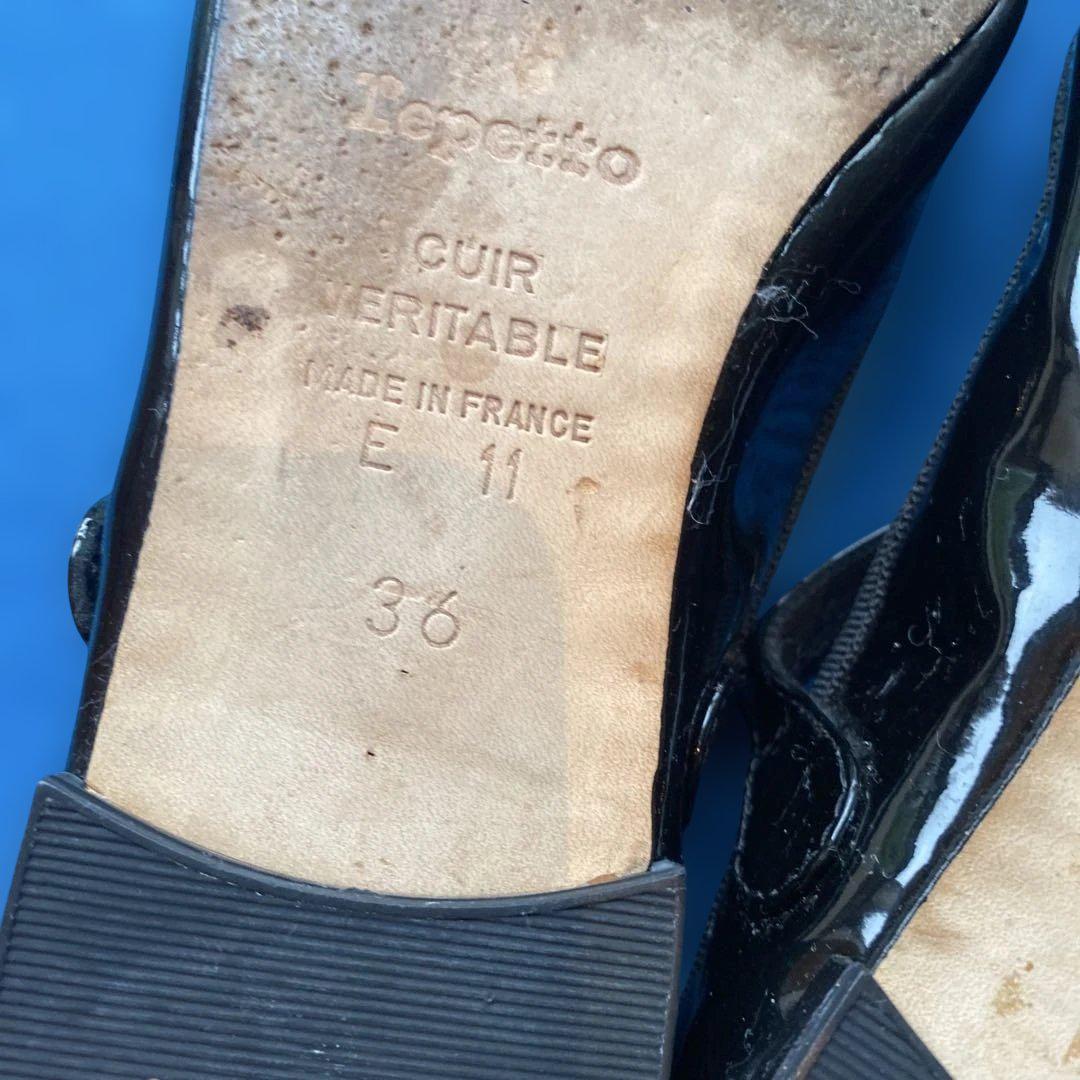 repetto
CUIR
VERITABLE
MADE IN FRANCE
E 11
36